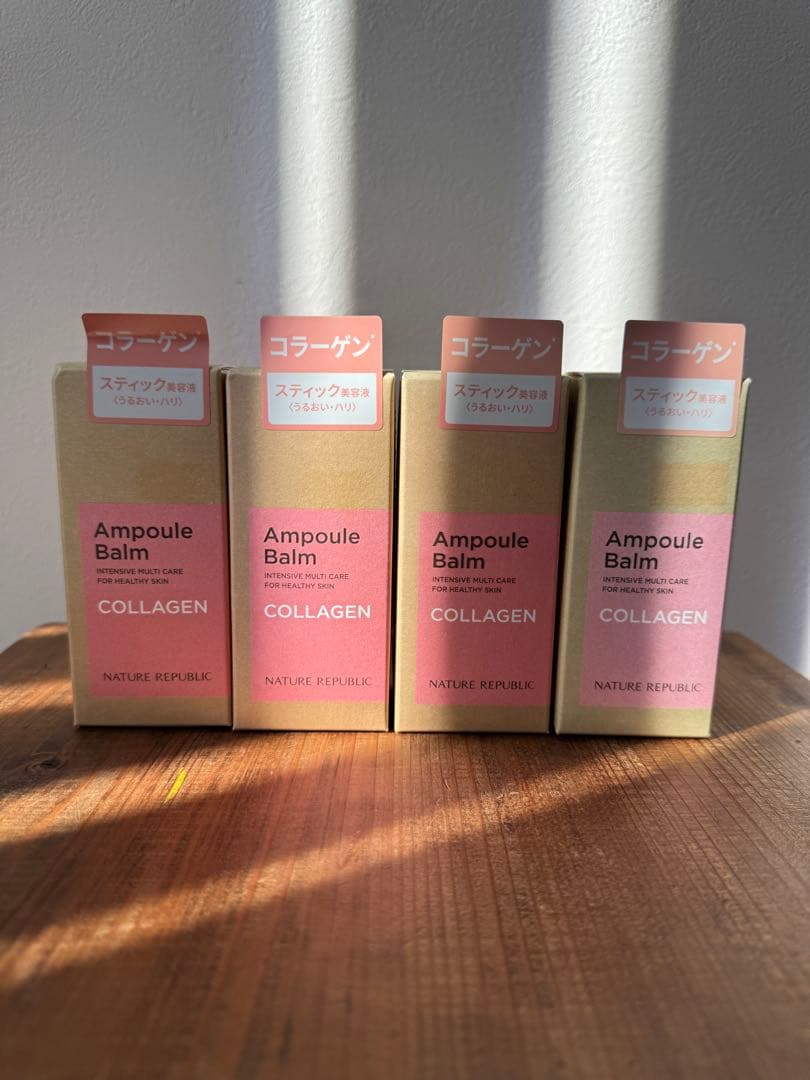 コラーゲン*
スティック美容液
〈うるおい・ハリ〉
Ampoule
Balm
INTENSIVE MULTI CARE
FOR HEALTHY SKIN
COLLAGEN
NATURE REPUBLIC
コラーゲン*
スティック美容液
〈うるおい・ハリ〉
Ampoule
Balm
INTENSIVE MULTI CARE
FOR HEALTHY SKIN
COLLAGEN
NATURE REPUBLIC
コラーゲン*
スティック美容液
〈うるおい・ハリ〉
Ampoule
Balm
INTENSIVE MULTI CARE
FOR HEALTHY SKIN
COLLAGEN
NATURE REPUBLIC
コラーゲン*
スティック美容液
〈うるおい・ハリ〉
Ampoule
Balm
INTENSIVE MULTI CARE
FOR HEALTHY SKIN
COLLAGEN
NATURE REPUBLIC